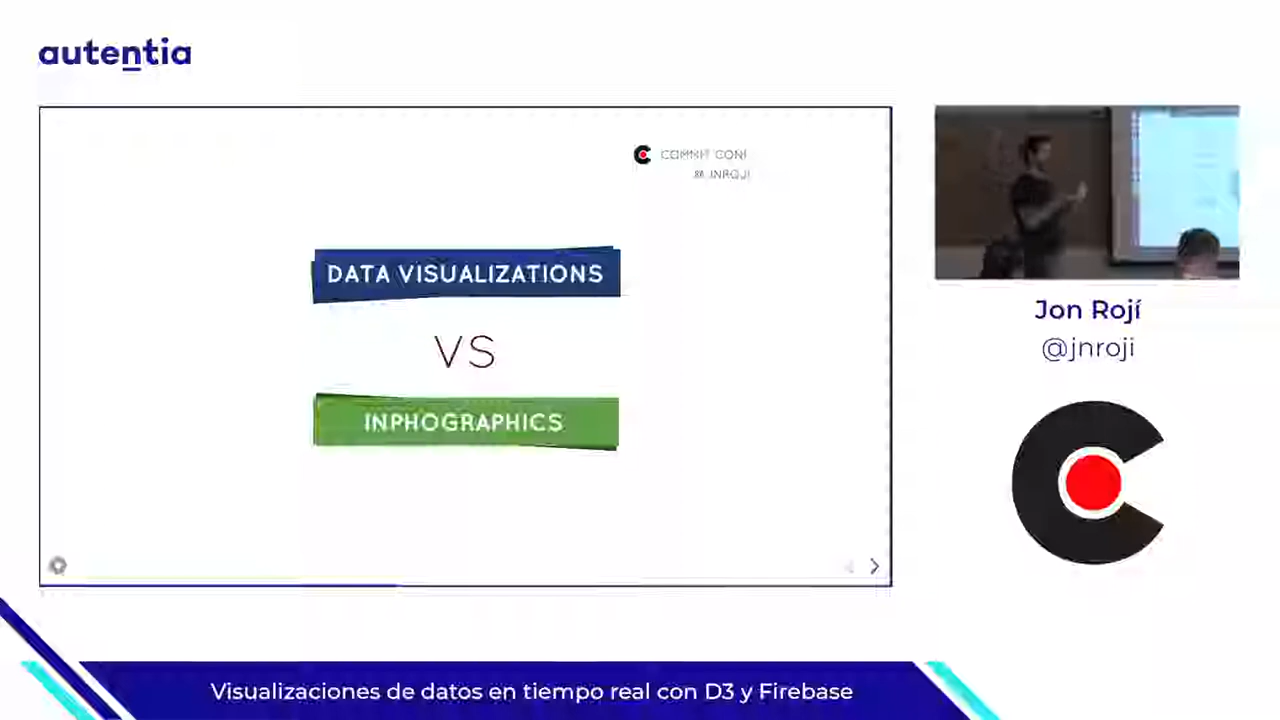 autentia
COMMIT CONF
@ JNROJI
DATA VISUALIZATIONS
VS
INPHOGRAPHICS
Jon Rojí
@jnroji
Visualizaciones de datos en tiempo real con D3 y Firebase